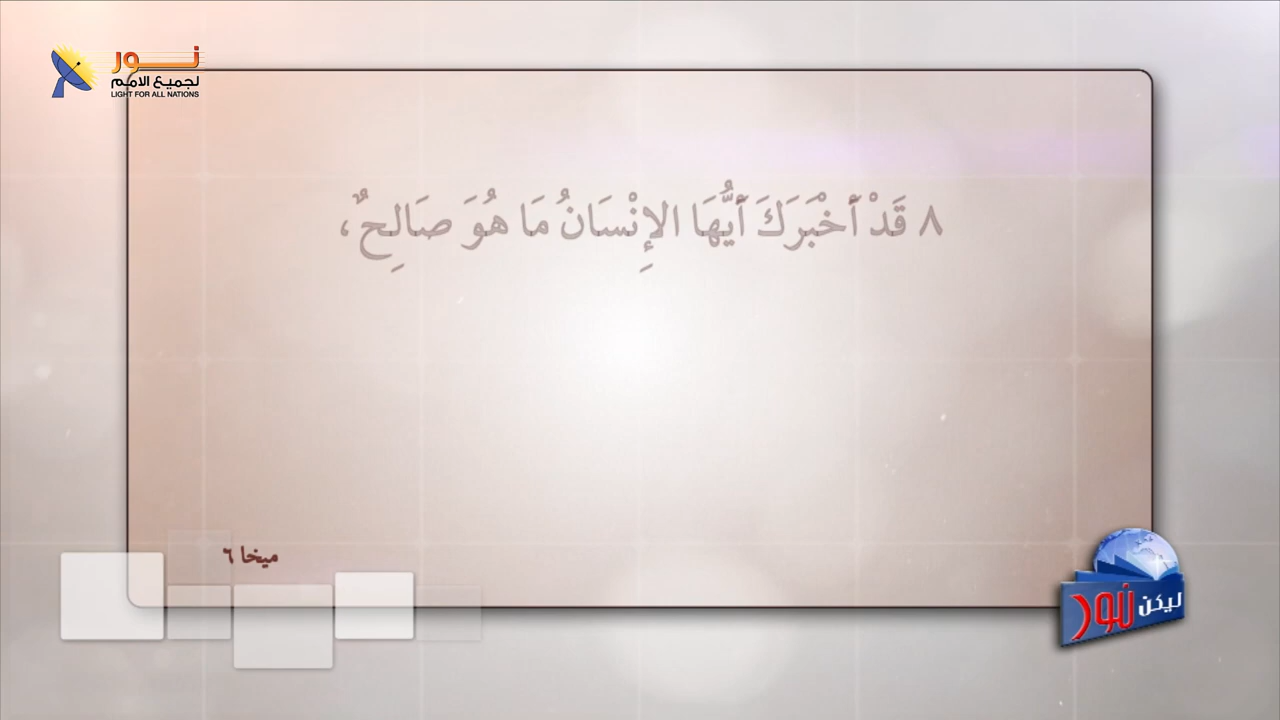 نور
لجميع الامم
LIGHT FOR ALL NATIONS
٨ قَدْ أَخْبَرَكَ أَيُّهَا الإِنْسَانُ مَا هُوَ صَالِحٌ،
ميخا ٦
ليكن نور